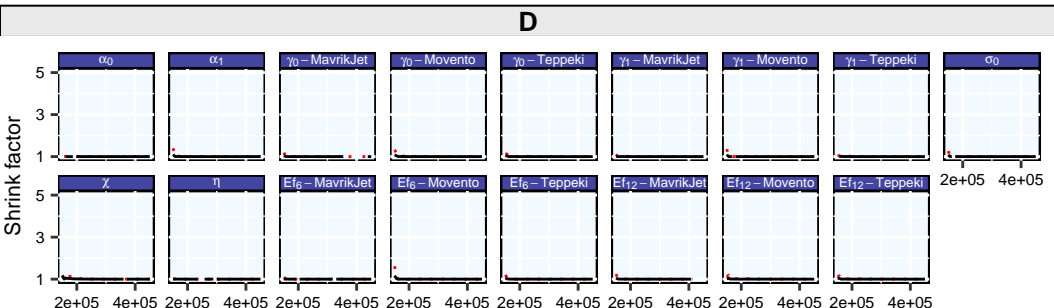 D
α0 α1 γ0 – MavrikJet γ0 – Movento γ0 – Teppeki γ1 – MavrikJet γ1 – Movento γ1 – Teppeki σ0
5
3
1
2e+05 4e+05
χ η Ef6 – MavrikJet Ef6 – Movento Ef6 – Teppeki Ef12 – MavrikJet Ef12 – Movento Ef12 – Teppeki
5
3
1
2e+05 4e+05 2e+05 4e+05 2e+05 4e+05 2e+05 4e+05 2e+05 4e+05 2e+05 4e+05 2e+05 4e+05 2e+05 4e+05
Shrink factor